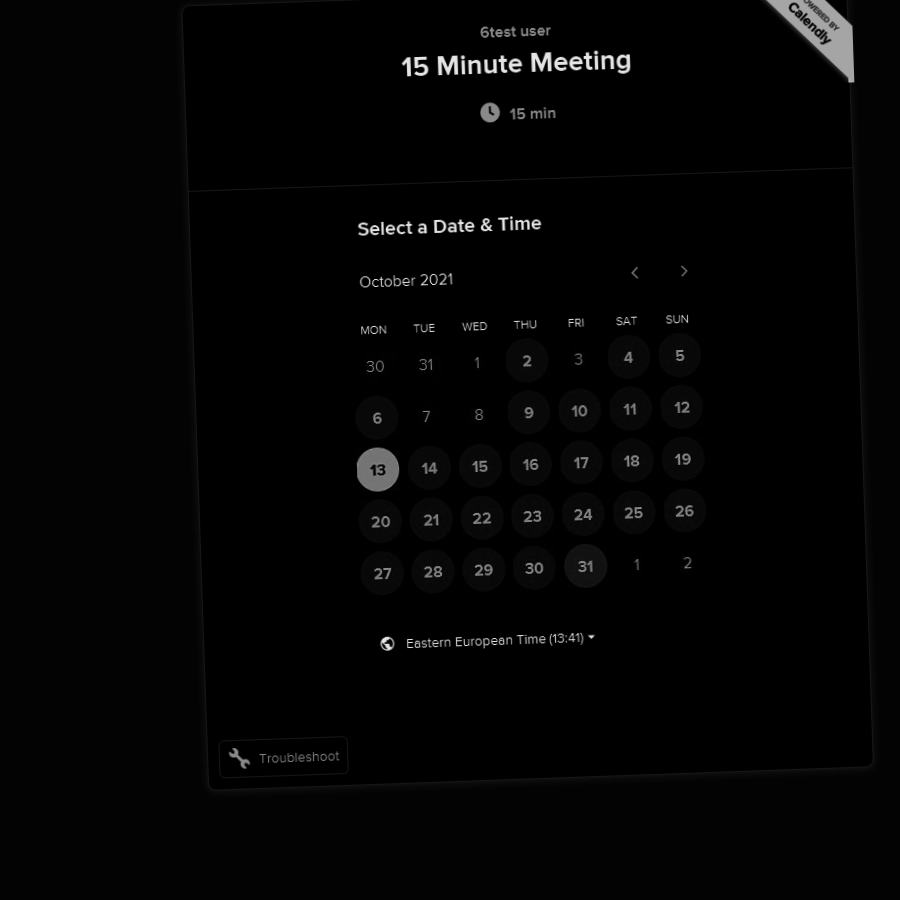 6test user
15 Minute Meeting
15 min
POWERED BY
Calendly
Select a Date & Time
October 2021
MON TUE WED THU FRI SAT SUN
30 31 1 2 3 4 5
6 7 8 9 10 11 12
13 14 15 16 17 18 19
20 21 22 23 24 25 26
27 28 29 30 31 1 2
Eastern European Time (13:41)
Troubleshoot